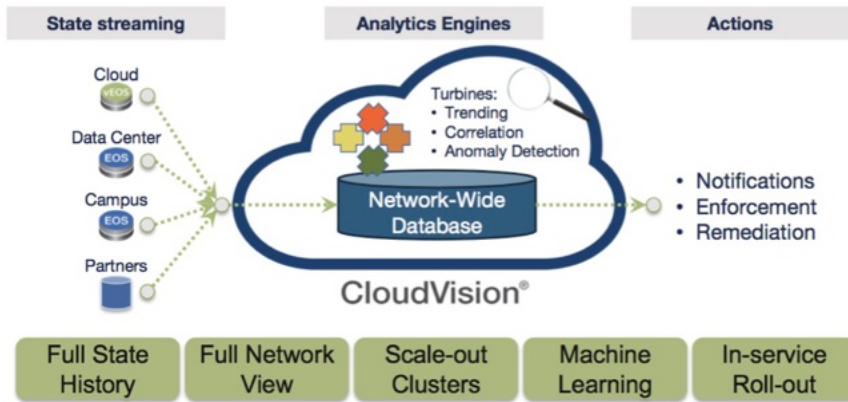 State streaming
Analytics Engines
Actions
Cloud
vEOS
Data Center
EOS
Campus
EOS
Partners
Turbines:
• Trending
• Correlation
• Anomaly Detection
Network-Wide
Database
• Notifications
• Enforcement
• Remediation
CloudVision®
Full State
History
Full Network
View
Scale-out
Clusters
Machine
Learning
In-service
Roll-out